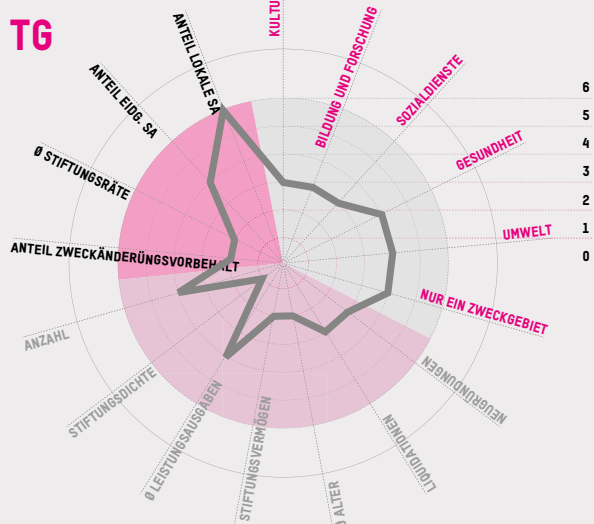 TG
KULTU
BILDUNG UND FORSCHUNG
SOZIALDIENSTE
GESUNDHEIT
UMWELT
NUR EIN ZWECKGEBIET
NEUGRÜNDUNGEN
LIQUIDATIONEN
ALTER
STIFTUNGSVERMÖGEN
Ø LEISTUNGSAUSGABEN
STIFTUNGSDICHTE
ANZAHL
ANTEIL ZWECKÄNDERÜNGSVORBEHALT
Ø STIFTUNGSRÄTE
ANTEIL EIDG. SA
ANTEIL LOKALE SA
6
5
4
3
2
1
0